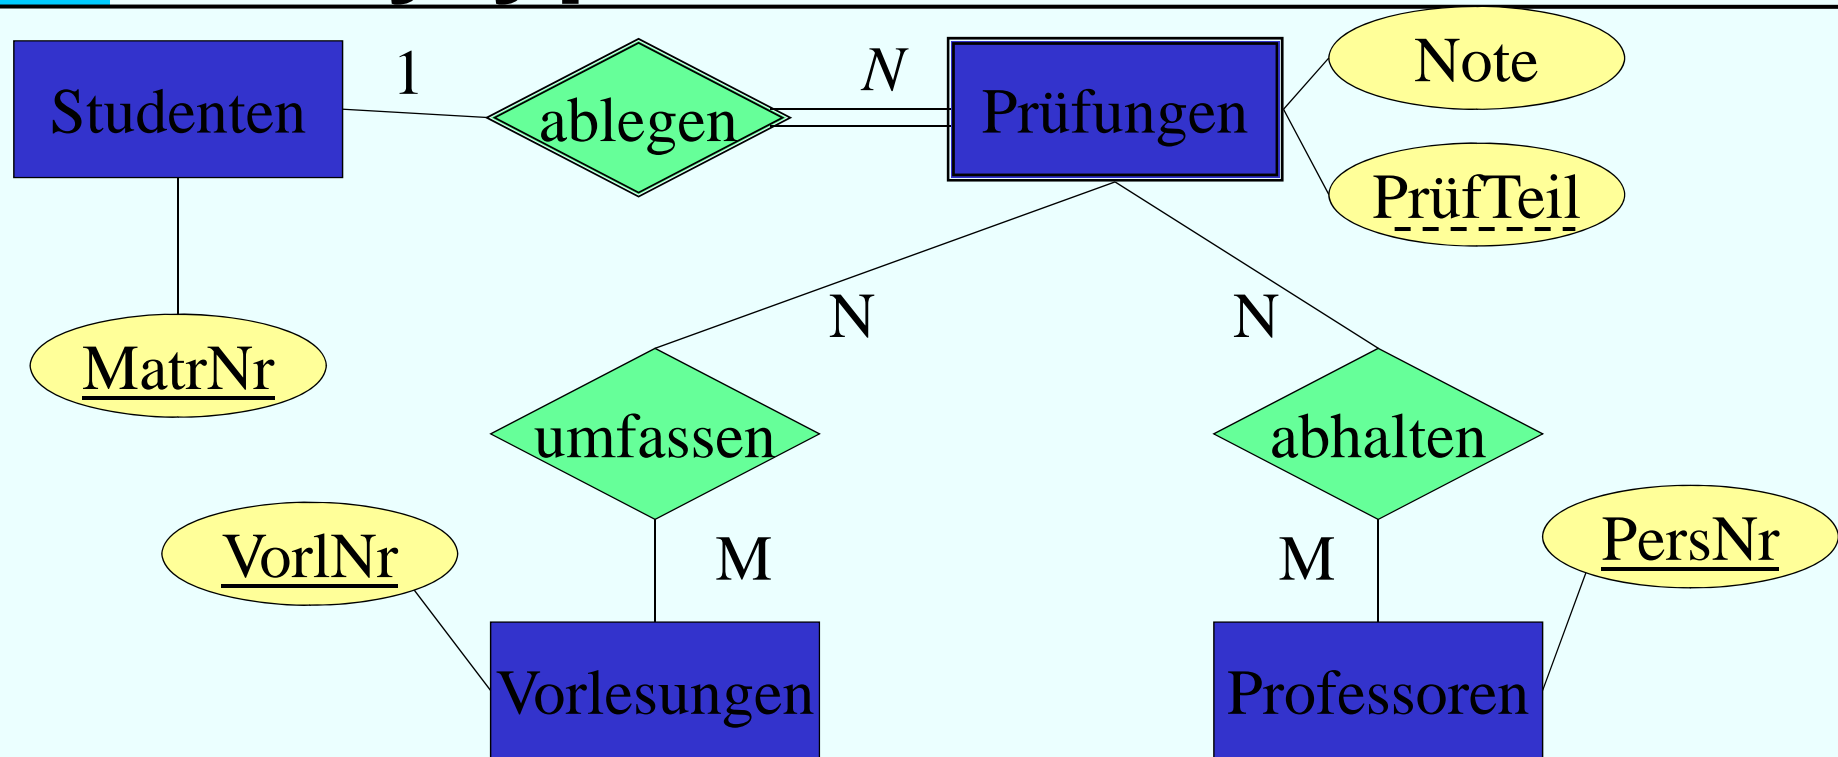 Note
1
N
Studenten
ablegen
Prüfungen
PrüfTeil
N
N
MatrNr
umfassen
abhalten
VorlNr
M
M
PersNr
Vorlesungen
Professoren